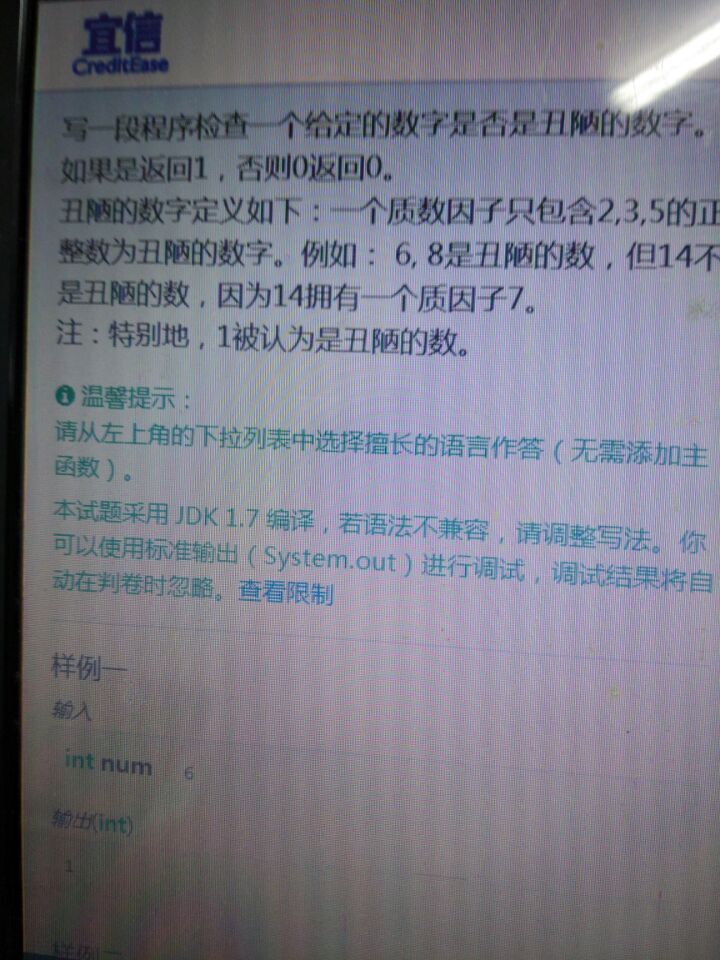 宜信
CreditEase
写一段程序检查一个给定的数字是否是丑陋的数字。
如果是返回1，否则0返回0。
丑陋的数字定义如下：一个质数因子只包含2,3,5的正
整数为丑陋的数字。例如： 6, 8是丑陋的数，但14不
是丑陋的数，因为14拥有一个质因子7。
注：特别地，1被认为是丑陋的数。
温馨提示：
请从左上角的下拉列表中选择擅长的语言作答（无需添加主
函数）。
本试题采用 JDK 1.7 编译，若语法不兼容，请调整写法。 你
可以使用标准输出（System.out）进行调试，调试结果将自
动在判卷时忽略。查看限制
样例一
输入
int num 6
输出(int)
1